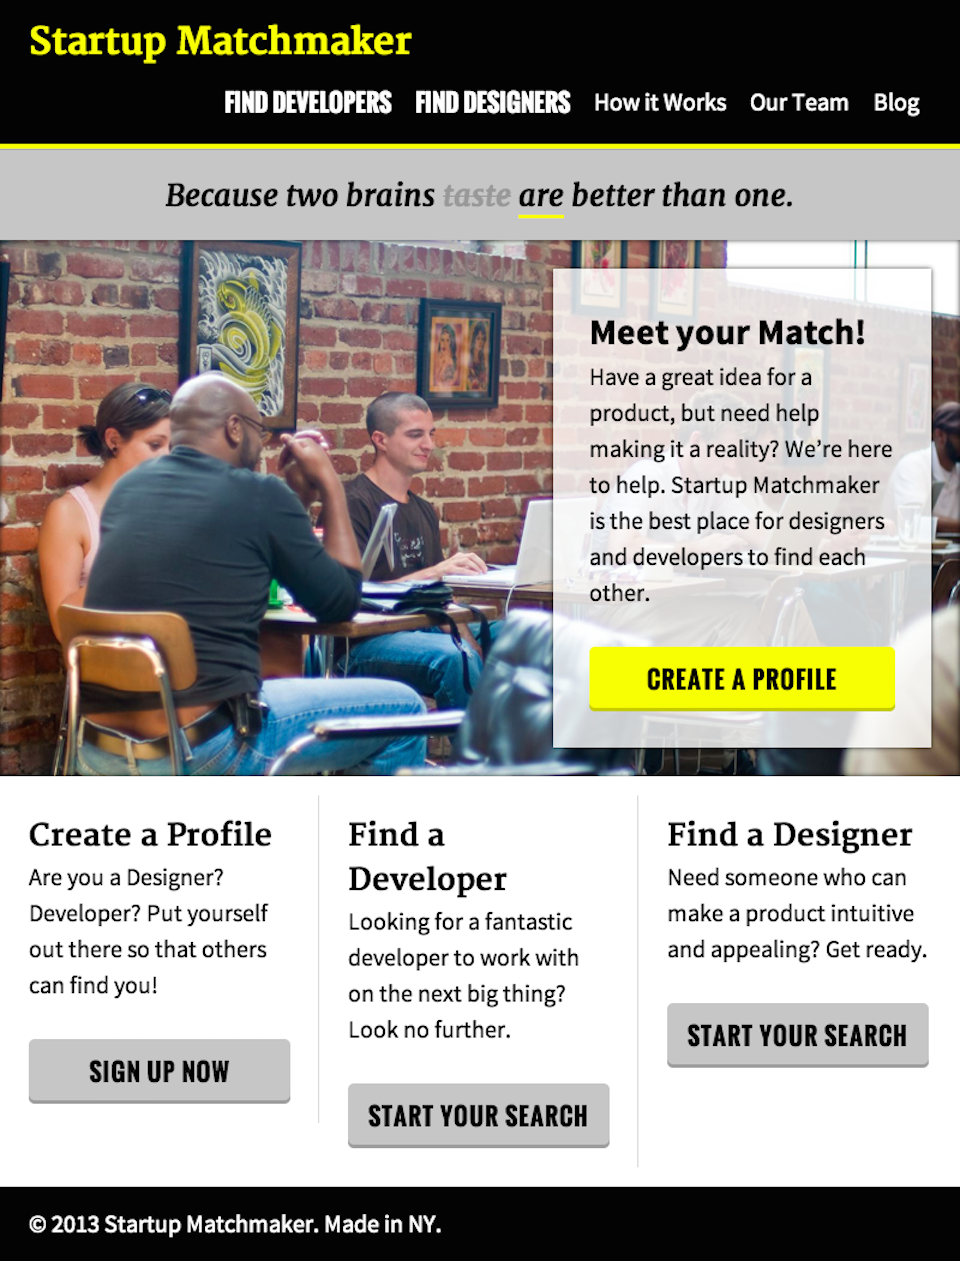 Startup Matchmaker
FIND DEVELOPERS FIND DESIGNERS How it Works Our Team Blog
Because two brains taste are better than one.
Meet your Match!
Have a great idea for a
product, but need help
making it a reality? We’re here
to help. Startup Matchmaker
is the best place for designers
and developers to find each
other.
CREATE A PROFILE
Create a Profile
Are you a Designer?
Developer? Put yourself
out there so that others
can find you!
SIGN UP NOW
Find a
Developer
Looking for a fantastic
developer to work with
on the next big thing?
Look no further.
START YOUR SEARCH
Find a Designer
Need someone who can
make a product intuitive
and appealing? Get ready.
START YOUR SEARCH
© 2013 Startup Matchmaker. Made in NY.